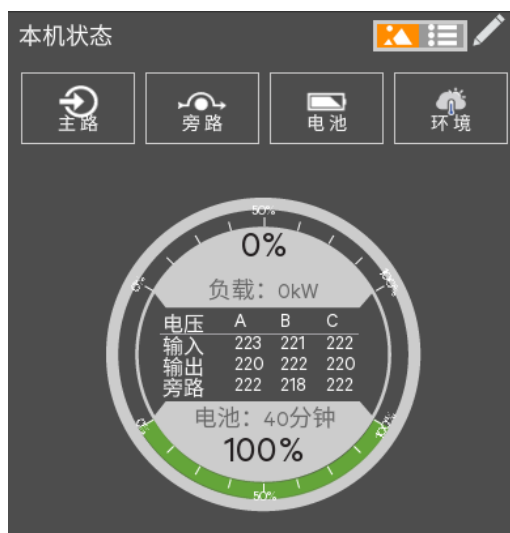 本机状态
主路 旁路 电池 环境
50%
0%
0% 100%
负载：0kW
电压 A B C
输入 223 221 222
输出 220 222 220
旁路 222 218 222
电池：40分钟
0% 100%
100%
50%